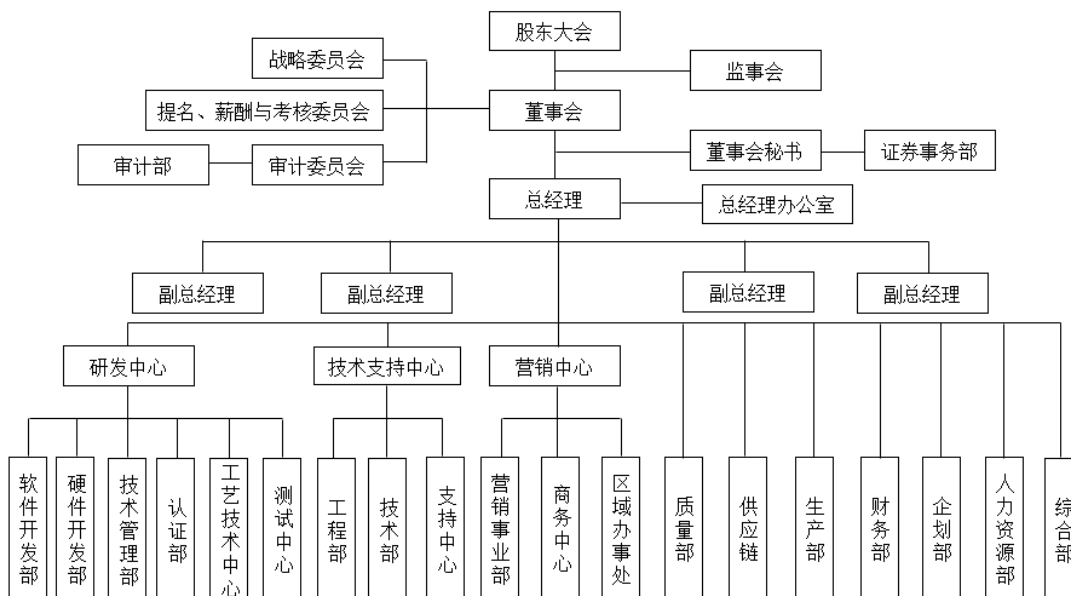 股东大会
战略委员会
监事会
提名、薪酬与考核委员会
董事会
审计部
审计委员会
董事会秘书
证券事务部
总经理
总经理办公室
副总经理
副总经理
副总经理
副总经理
研发中心
技术支持中心
营销中心
软件开发部
硬件开发部
技术管理部
认证部
工艺技术中心
测试中心
工程部
技术部
支持中心
营销事业部
商务中心
区域办事处
质量部
供应链
生产部
财务部
企划部
人力资源部
综合部